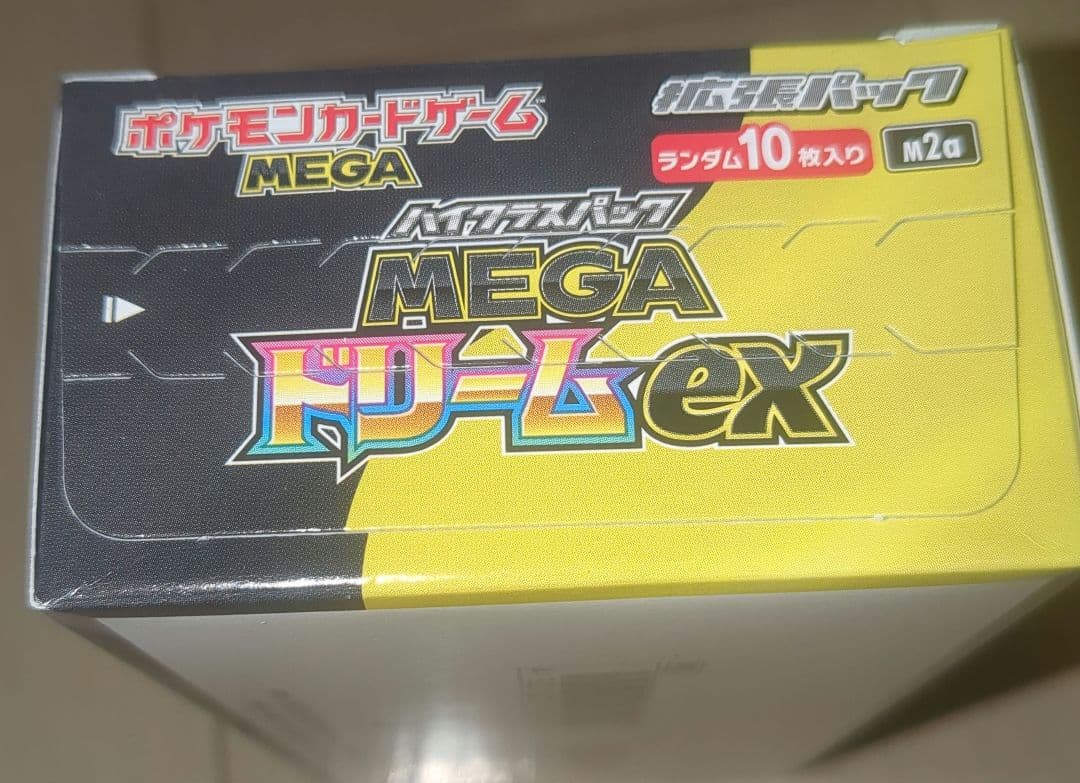 ポケモンカードゲーム™
MEGA
拡張パック
ランダム10枚入り
M2a
ハイクラスパック
MEGA
ドリームex